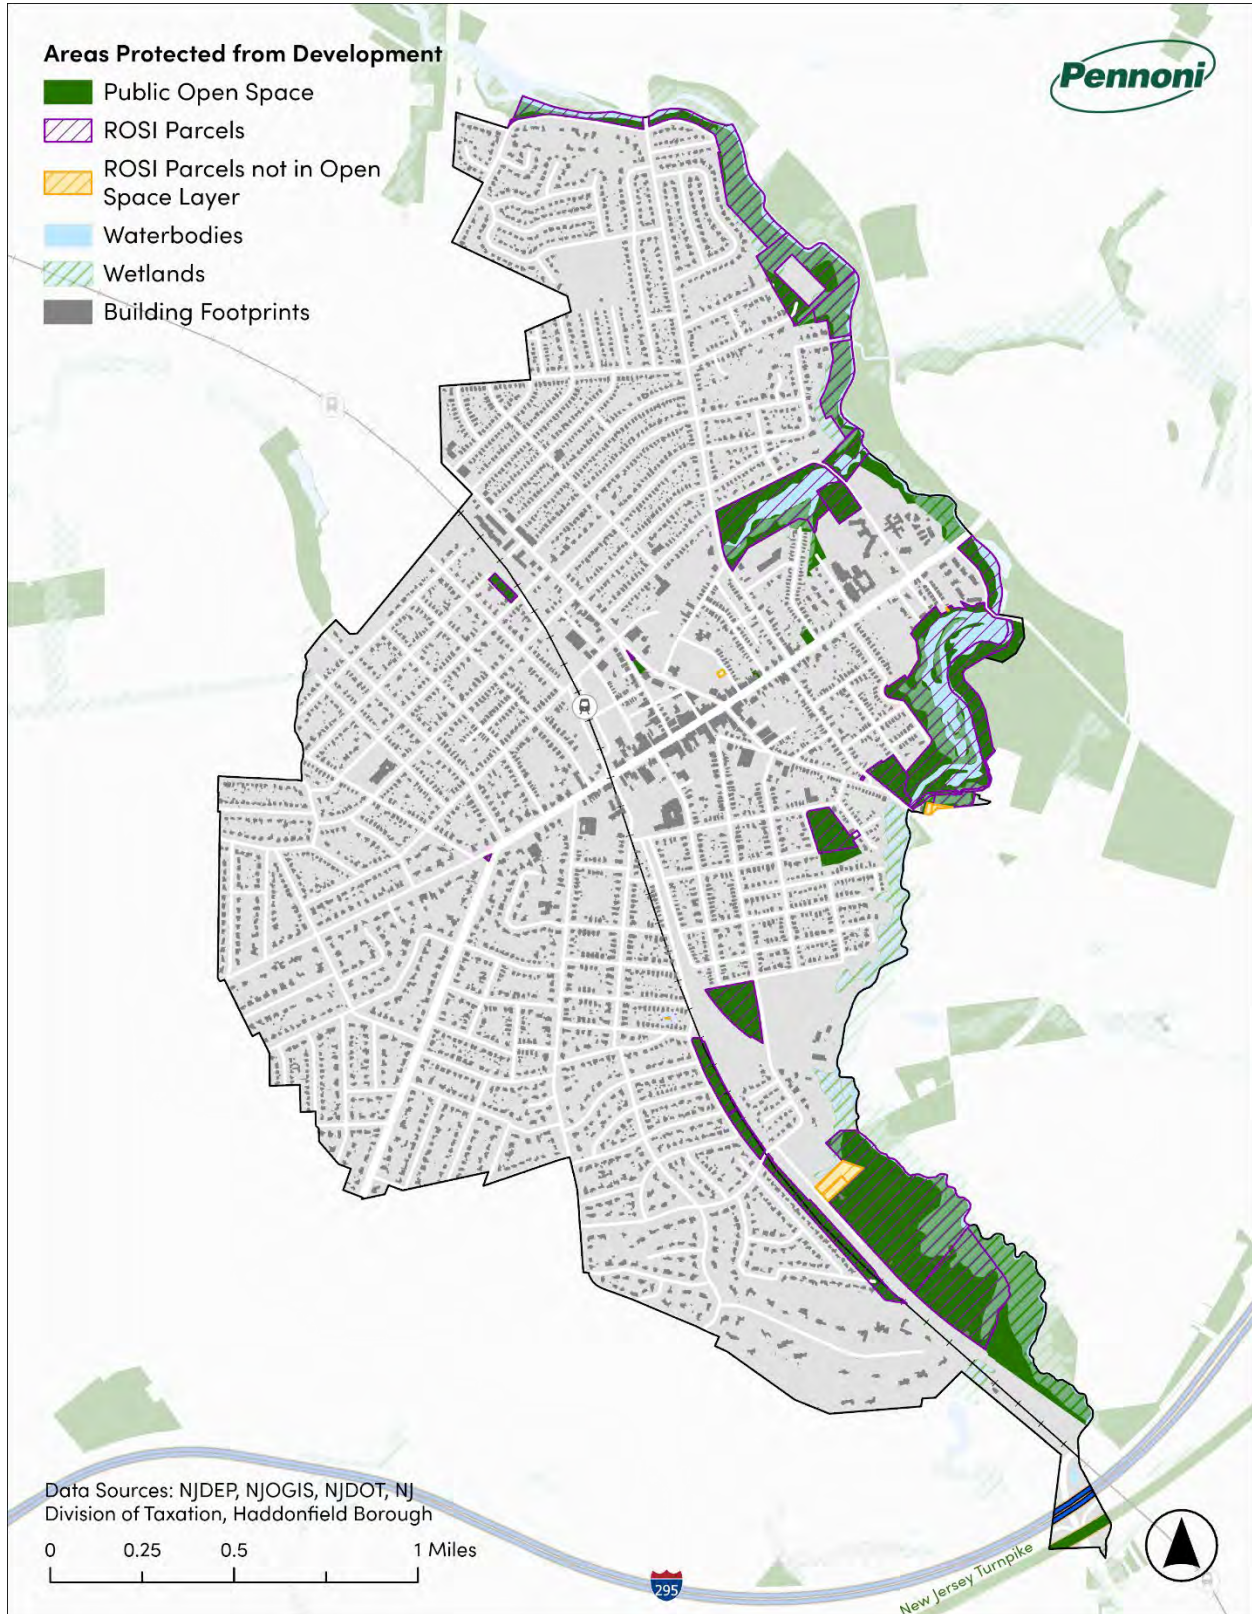 Areas Protected from Development
Public Open Space
ROSI Parcels
ROSI Parcels not in Open
Space Layer
Waterbodies
Wetlands
Building Footprints
Pennoni
Data Sources: NJDEP, NJOGIS, NJDOT, NJ
Division of Taxation, Haddonfield Borough
0 0.25 0.5 1 Miles
295
New Jersey Turnpike